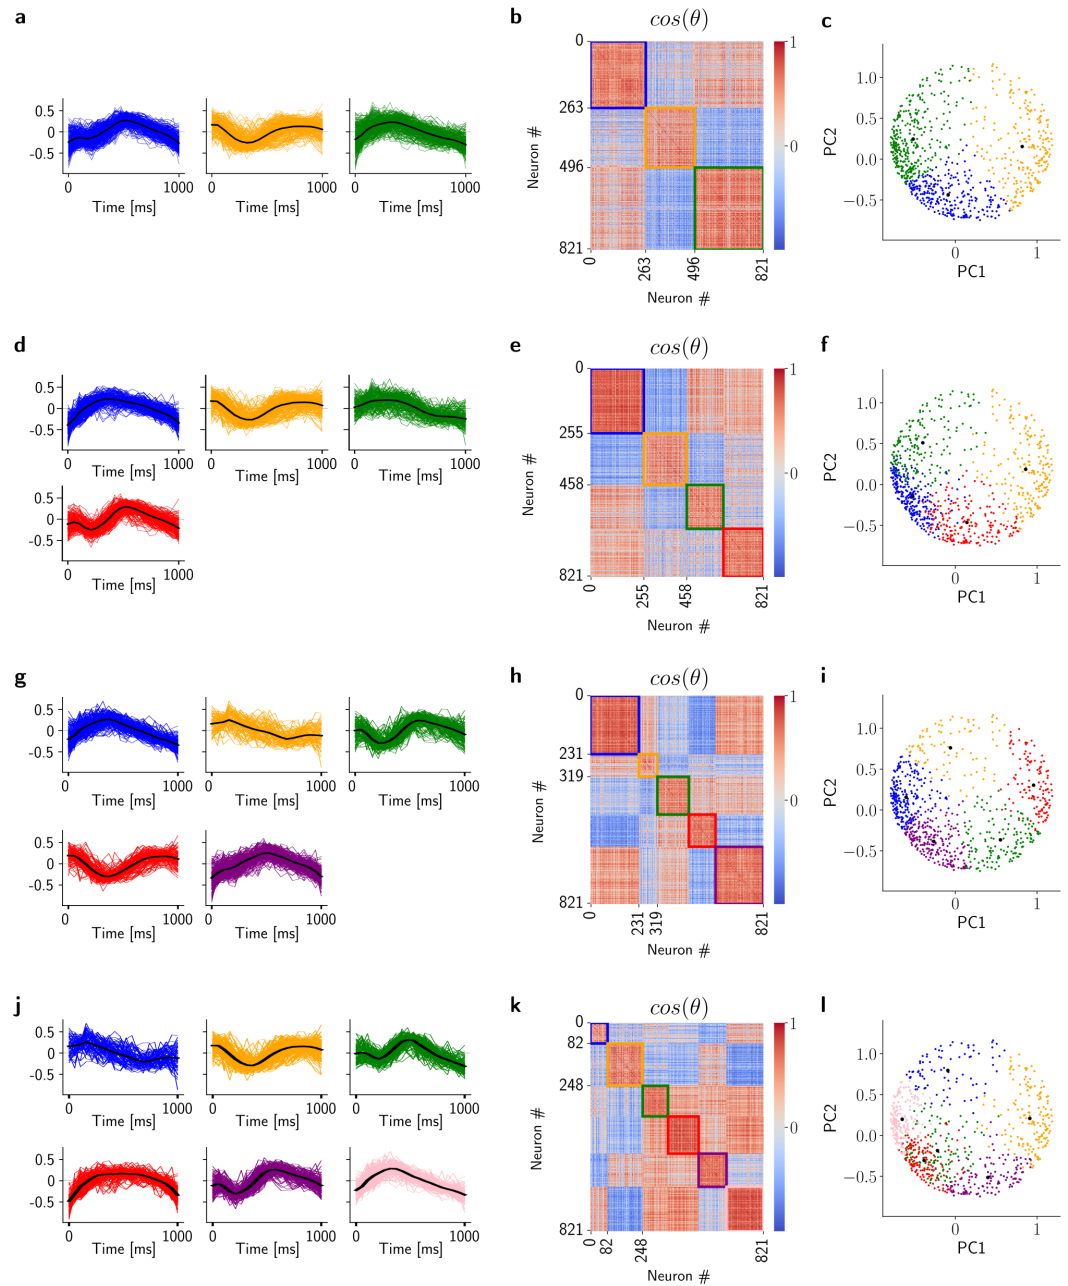 a
0.5
0
-0.5
0 1000 0 1000 0 1000
Time [ms] Time [ms] Time [ms]
b
cos(θ)
0
263
496
821
Neuron #
0 263 496 821
Neuron #
1
0
c
1.0
0.5
0.0
−0.5
PC2
0 1
PC1
d
0.5
0
-0.5
0 1000 0 1000 0 1000
Time [ms] Time [ms] Time [ms]
0.5
0
-0.5
0 1000
Time [ms]
e
cos(θ)
0
255
458
821
Neuron #
0 255 458 821
Neuron #
1
0
f
1.0
0.5
0.0
−0.5
PC2
0 1
PC1
g
0.5
0
-0.5
0 1000 0 1000 0 1000
Time [ms] Time [ms] Time [ms]
0.5
0
-0.5
0 1000 0 1000
Time [ms] Time [ms]
h
cos(θ)
0
231
319
821
Neuron #
0 231 319 821
Neuron #
1
0
i
1.0
0.5
0.0
−0.5
PC2
0 1
PC1
j
0.5
0
-0.5
0 1000 0 1000 0 1000
Time [ms] Time [ms] Time [ms]
0.5
0
-0.5
0 1000 0 1000 0 1000
Time [ms] Time [ms] Time [ms]
k
cos(θ)
0
82
248
821
Neuron #
0 82 248 821
Neuron #
1
0
l
1.0
0.5
0.0
−0.5
PC2
0 1
PC1